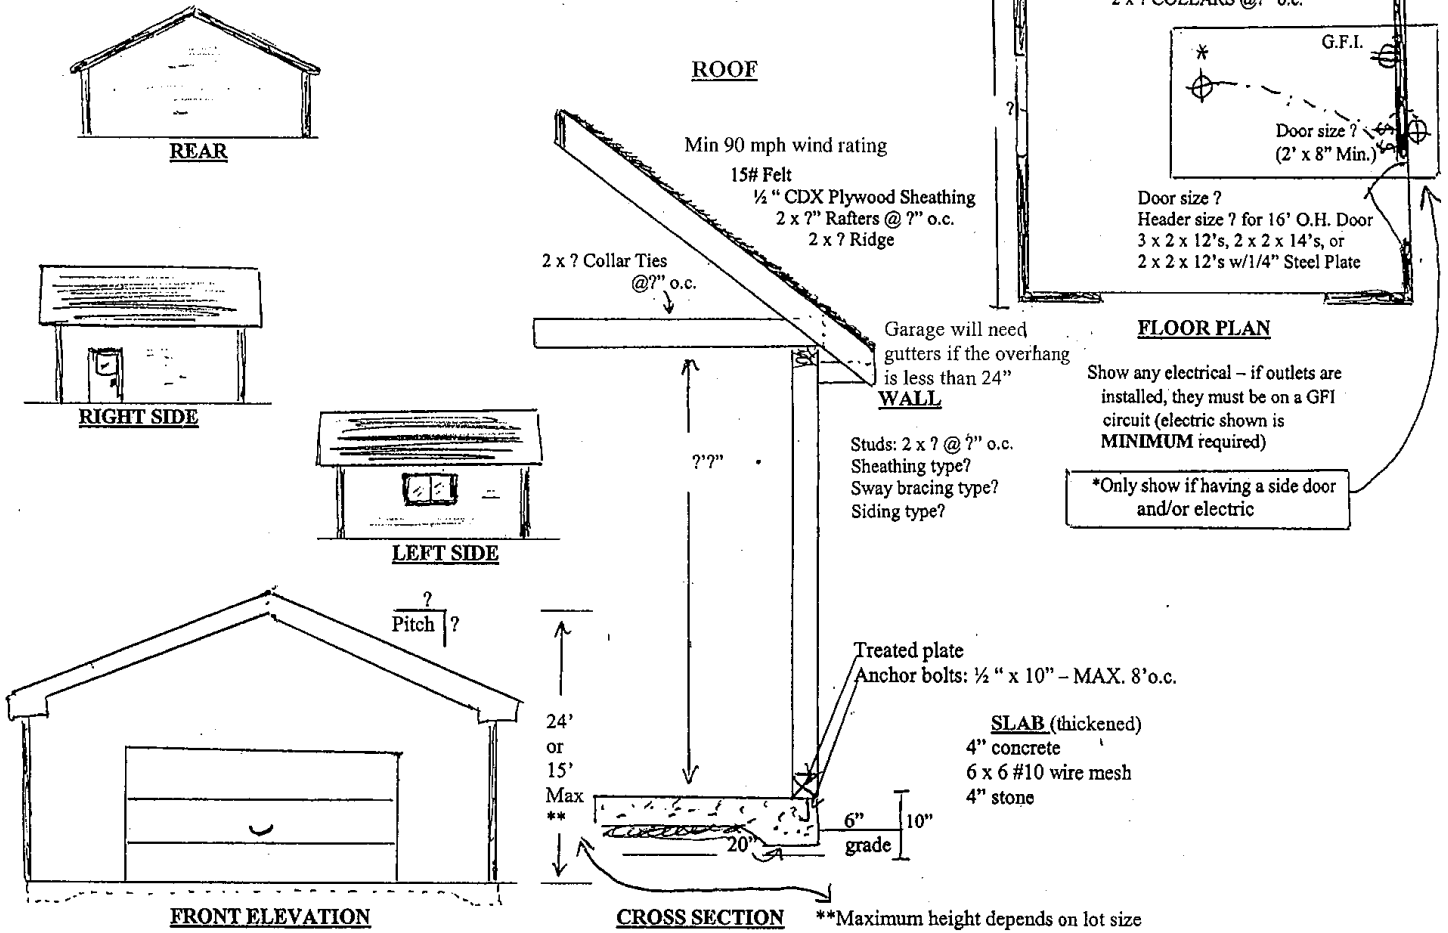 2 x ? COLLARS @?" o.c.
G.F.I.
*
?
Door size ?
(2' x 8" Min.)
$
$
Door size ?
Header size ? for 16' O.H. Door
3 x 2 x 12's, 2 x 2 x 14's, or
2 x 2 x 12's w/1/4" Steel Plate
FLOOR PLAN
Show any electrical – if outlets are
installed, they must be on a GFI
circuit (electric shown is
MINIMUM required)
*Only show if having a side door
and/or electric
REAR
ROOF
Min 90 mph wind rating
15# Felt
½ " CDX Plywood Sheathing
2 x ?" Rafters @ ?" o.c.
2 x ? Ridge
2 x ? Collar Ties
@?" o.c.
Garage will need
gutters if the overhang
is less than 24"
WALL
Studs: 2 x ? @ ?" o.c.
Sheathing type?
Sway bracing type?
Siding type?
?'?"
RIGHT SIDE
LEFT SIDE
?
Pitch ?
24'
or
15'
Max
**
Treated plate
Anchor bolts: ½ " x 10" – MAX. 8'o.c.
SLAB (thickened)
4" concrete
6 x 6 #10 wire mesh
4" stone
6"
10"
grade
20"
FRONT ELEVATION
CROSS SECTION
**Maximum height depends on lot size